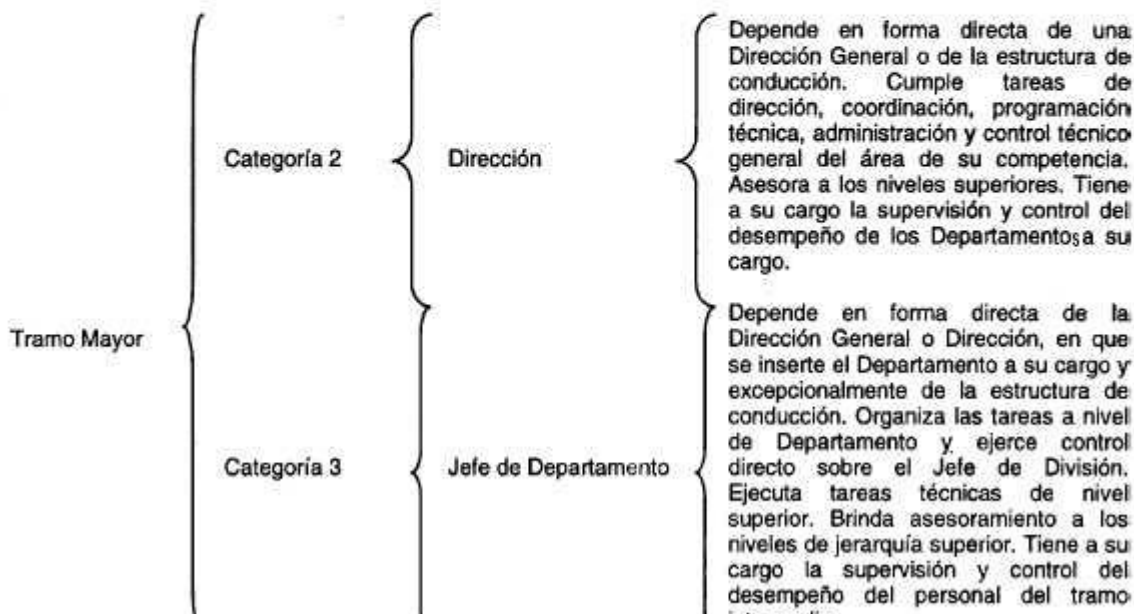 Depende en forma directa de una
Dirección General o de la estructura de
conducción. Cumple tareas de
dirección, coordinación, programación
técnica, administración y control técnico
Categoría 2
Dirección
general del área de su competencia.
Asesora a los niveles superiores. Tiene
a su cargo la supervisión y control del
desempeño de los Departamentos a su
cargo.
Tramo Mayor
Depende en forma directa de la
Dirección General o Dirección, en que
se inserte el Departamento a su cargo y
excepcionalmente de la estructura de
conducción. Organiza las tareas a nivel
de Departamento y ejerce control
Categoría 3
Jefe de Departamento
directo sobre el Jefe de División.
Ejecuta tareas técnicas de nivel
superior. Brinda asesoramiento a los
niveles de jerarquía superior. Tiene a su
cargo la supervisión y control del
desempeño del personal del tramo